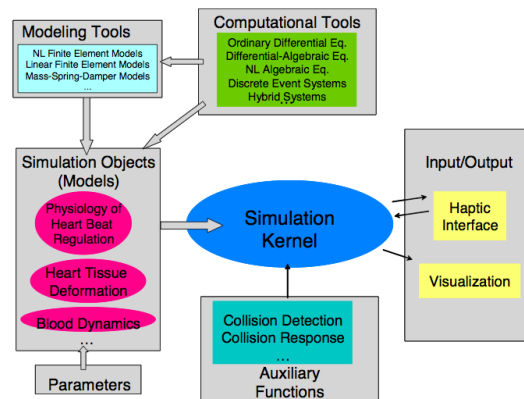 Modeling Tools
NL Finite Element Models
Linear Finite Element Models
Mass-Spring-Damper Models
...
Computational Tools
Ordinary Differential Eq.
Differential-Algebraic Eq.
NL Algebraic Eq.
Discrete Event Systems
Hybrid Systems
...
Simulation Objects
(Models)
Physiology of
Heart Beat
Regulation
Heart Tissue
Deformation
Blood Dynamics
...
Parameters
Simulation
Kernel
Collision Detection
Collision Response
...
Auxiliary
Functions
Input/Output
Haptic
Interface
Visualization